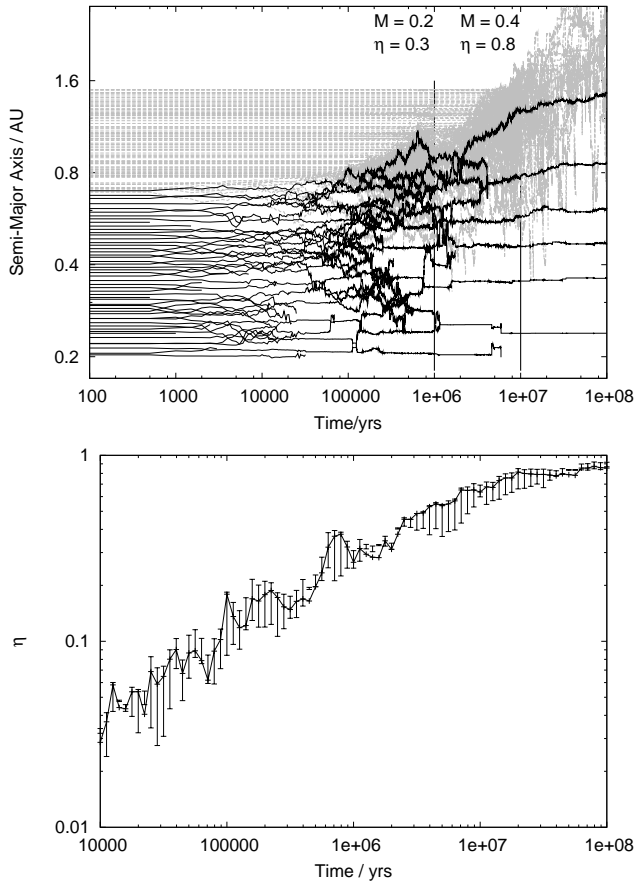 M = 0.2 M = 0.4
η = 0.3 η = 0.8
1.6
0.8
0.4
0.2
Semi-Major Axis / AU
100 1000 10000 100000 1e+06 1e+07 1e+08
Time/yrs
1
0.1
0.01
η
10000 100000 1e+06 1e+07 1e+08
Time / yrs